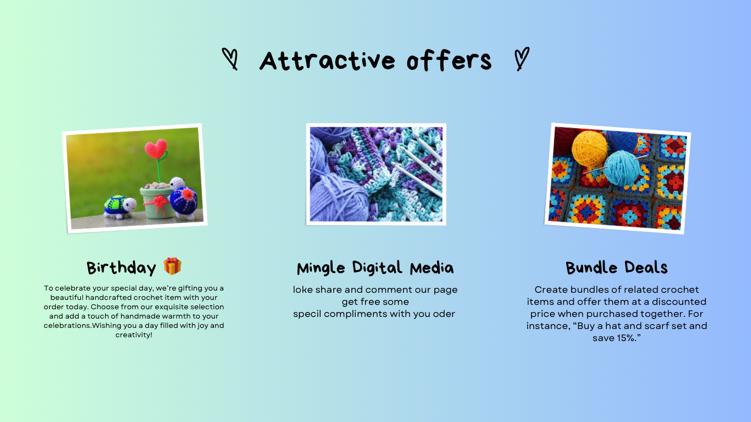 Attractive offers
Birthday 🎁
To celebrate your special day, we're gifting you a
beautiful handcrafted crochet item with your
order today. Choose from our exquisite selection
and add a touch of handmade warmth to your
celebrations.Wishing you a day filled with joy and
creativity!
Mingle Digital Media
loke share and comment our page
get free some
specil compliments with you oder
Bundle Deals
Create bundles of related crochet
items and offer them at a discounted
price when purchased together. For
instance, “Buy a hat and scarf set and
save 15%.”